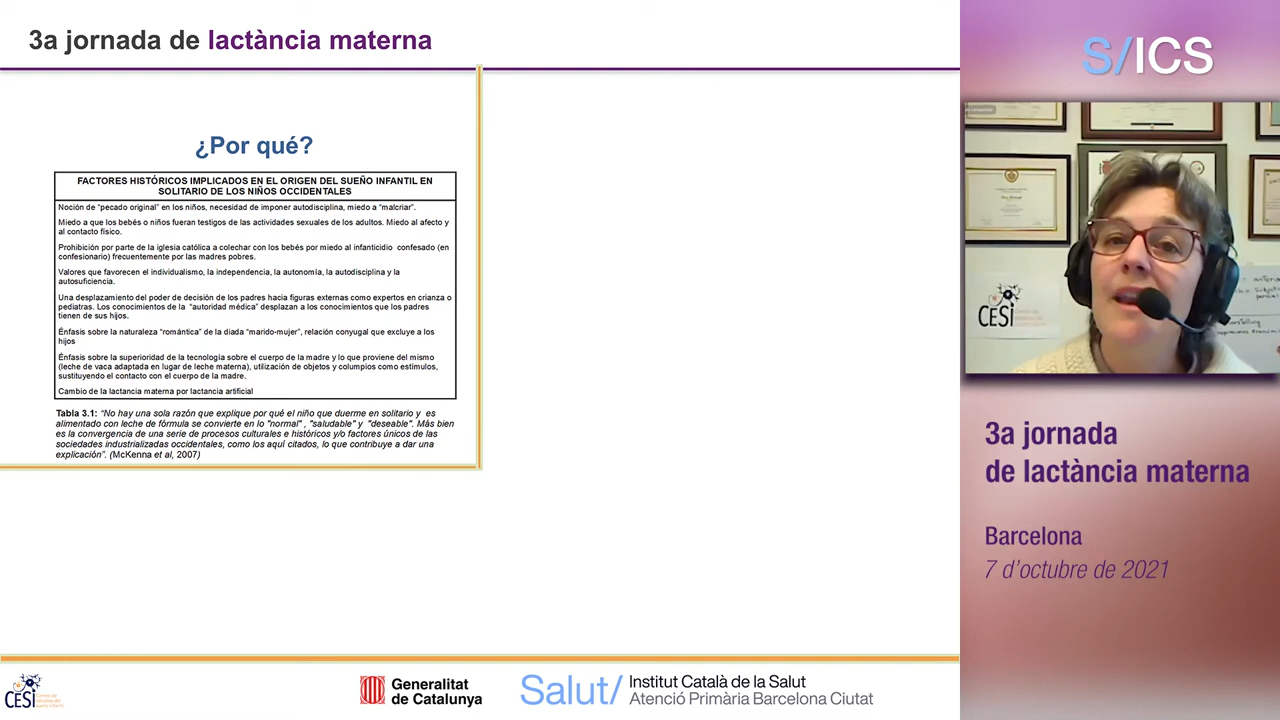 3a jornada de lactància materna
¿Por qué?
FACTORES HISTÓRICOS IMPLICADOS EN EL ORIGEN DEL SUEÑO INFANTIL EN
SOLITARIO DE LOS NIÑOS OCCIDENTALES
Noción de “pecado original” en los niños, necesidad de imponer autodisciplina, miedo a “malcriar”.
Miedo a que los bebés o niños fueran testigos de las actividades sexuales de los adultos. Miedo al afecto y
al contacto físico.
Prohibición por parte de la iglesia católica a colechar con los bebés por miedo al infanticidio confesado (en
confesionario) frecuentemente por las madres pobres.
Valores que favorecen el individualismo, la independencia, la autonomía, la autodisciplina y la
autosuficiencia.
Una desplazamiento del poder de decisión de los padres hacia figuras externas como expertos en crianza o
pediatras. Los conocimientos de la “autoridad médica” desplazan a los conocimientos que los padres
tienen de sus hijos.
Énfasis sobre la naturaleza “romántica” de la diada “marido-mujer”, relación conyugal que excluye a los
hijos
Énfasis sobre la superioridad de la tecnología sobre el cuerpo de la madre y lo que proviene del mismo
(leche de vaca adaptada en lugar de leche materna), utilización de objetos y columpios como estímulos,
sustituyendo el contacto con el cuerpo de la madre.
Cambio de la lactancia materna por lactancia artificial
Tabla 3.1: “No hay una sola razón que explique por qué el niño que duerme en solitario y es
alimentado con leche de fórmula se convierte en lo "normal" , "saludable" y "deseable". Más bien
es la convergencia de una serie de procesos culturales e históricos y/o factores únicos de las
sociedades industrializadas occidentales, como los aquí citados, lo que contribuye a dar una
explicación”. (McKenna et al, 2007)
CESI
Generalitat
de Catalunya
Salut/
Institut Català de la Salut
Atenció Primària Barcelona Ciutat
S/ICS
CESI
3a jornada
de lactància materna
Barcelona
7 d’octubre de 2021